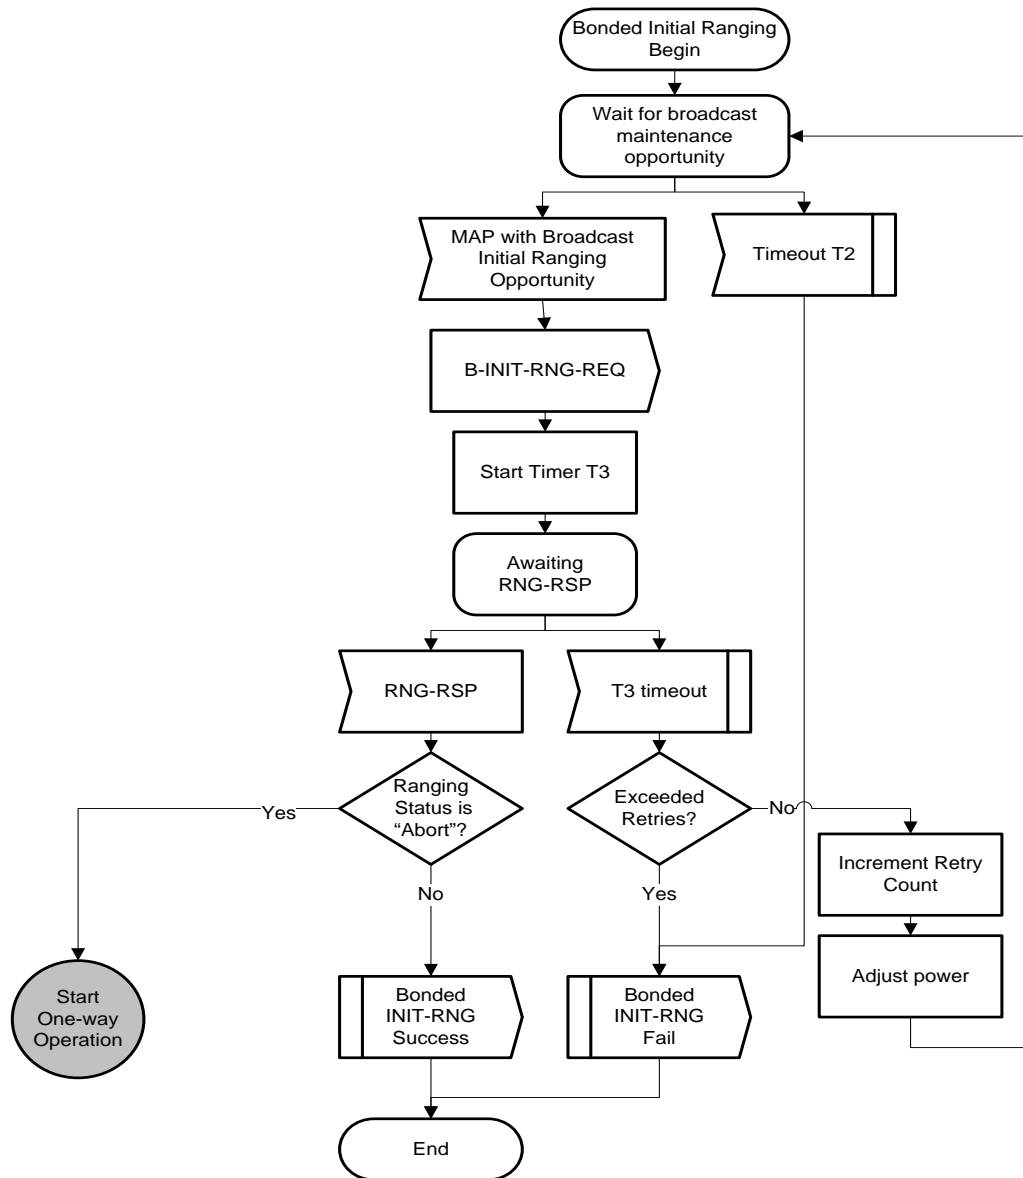 Bonded Initial Ranging
Begin
Wait for broadcast
maintenance
opportunity
MAP with Broadcast
Initial Ranging
Opportunity
Timeout T2
B-INIT-RNG-REQ
Start Timer T3
Awaiting
RNG-RSP
RNG-RSP
T3 timeout
Ranging
Status is
“Abort”?
Yes
No
Exceeded
Retries?
No
Yes
Increment Retry
Count
Adjust power
Start
One-way
Operation
Bonded
INIT-RNG
Success
Bonded
INIT-RNG
Fail
End